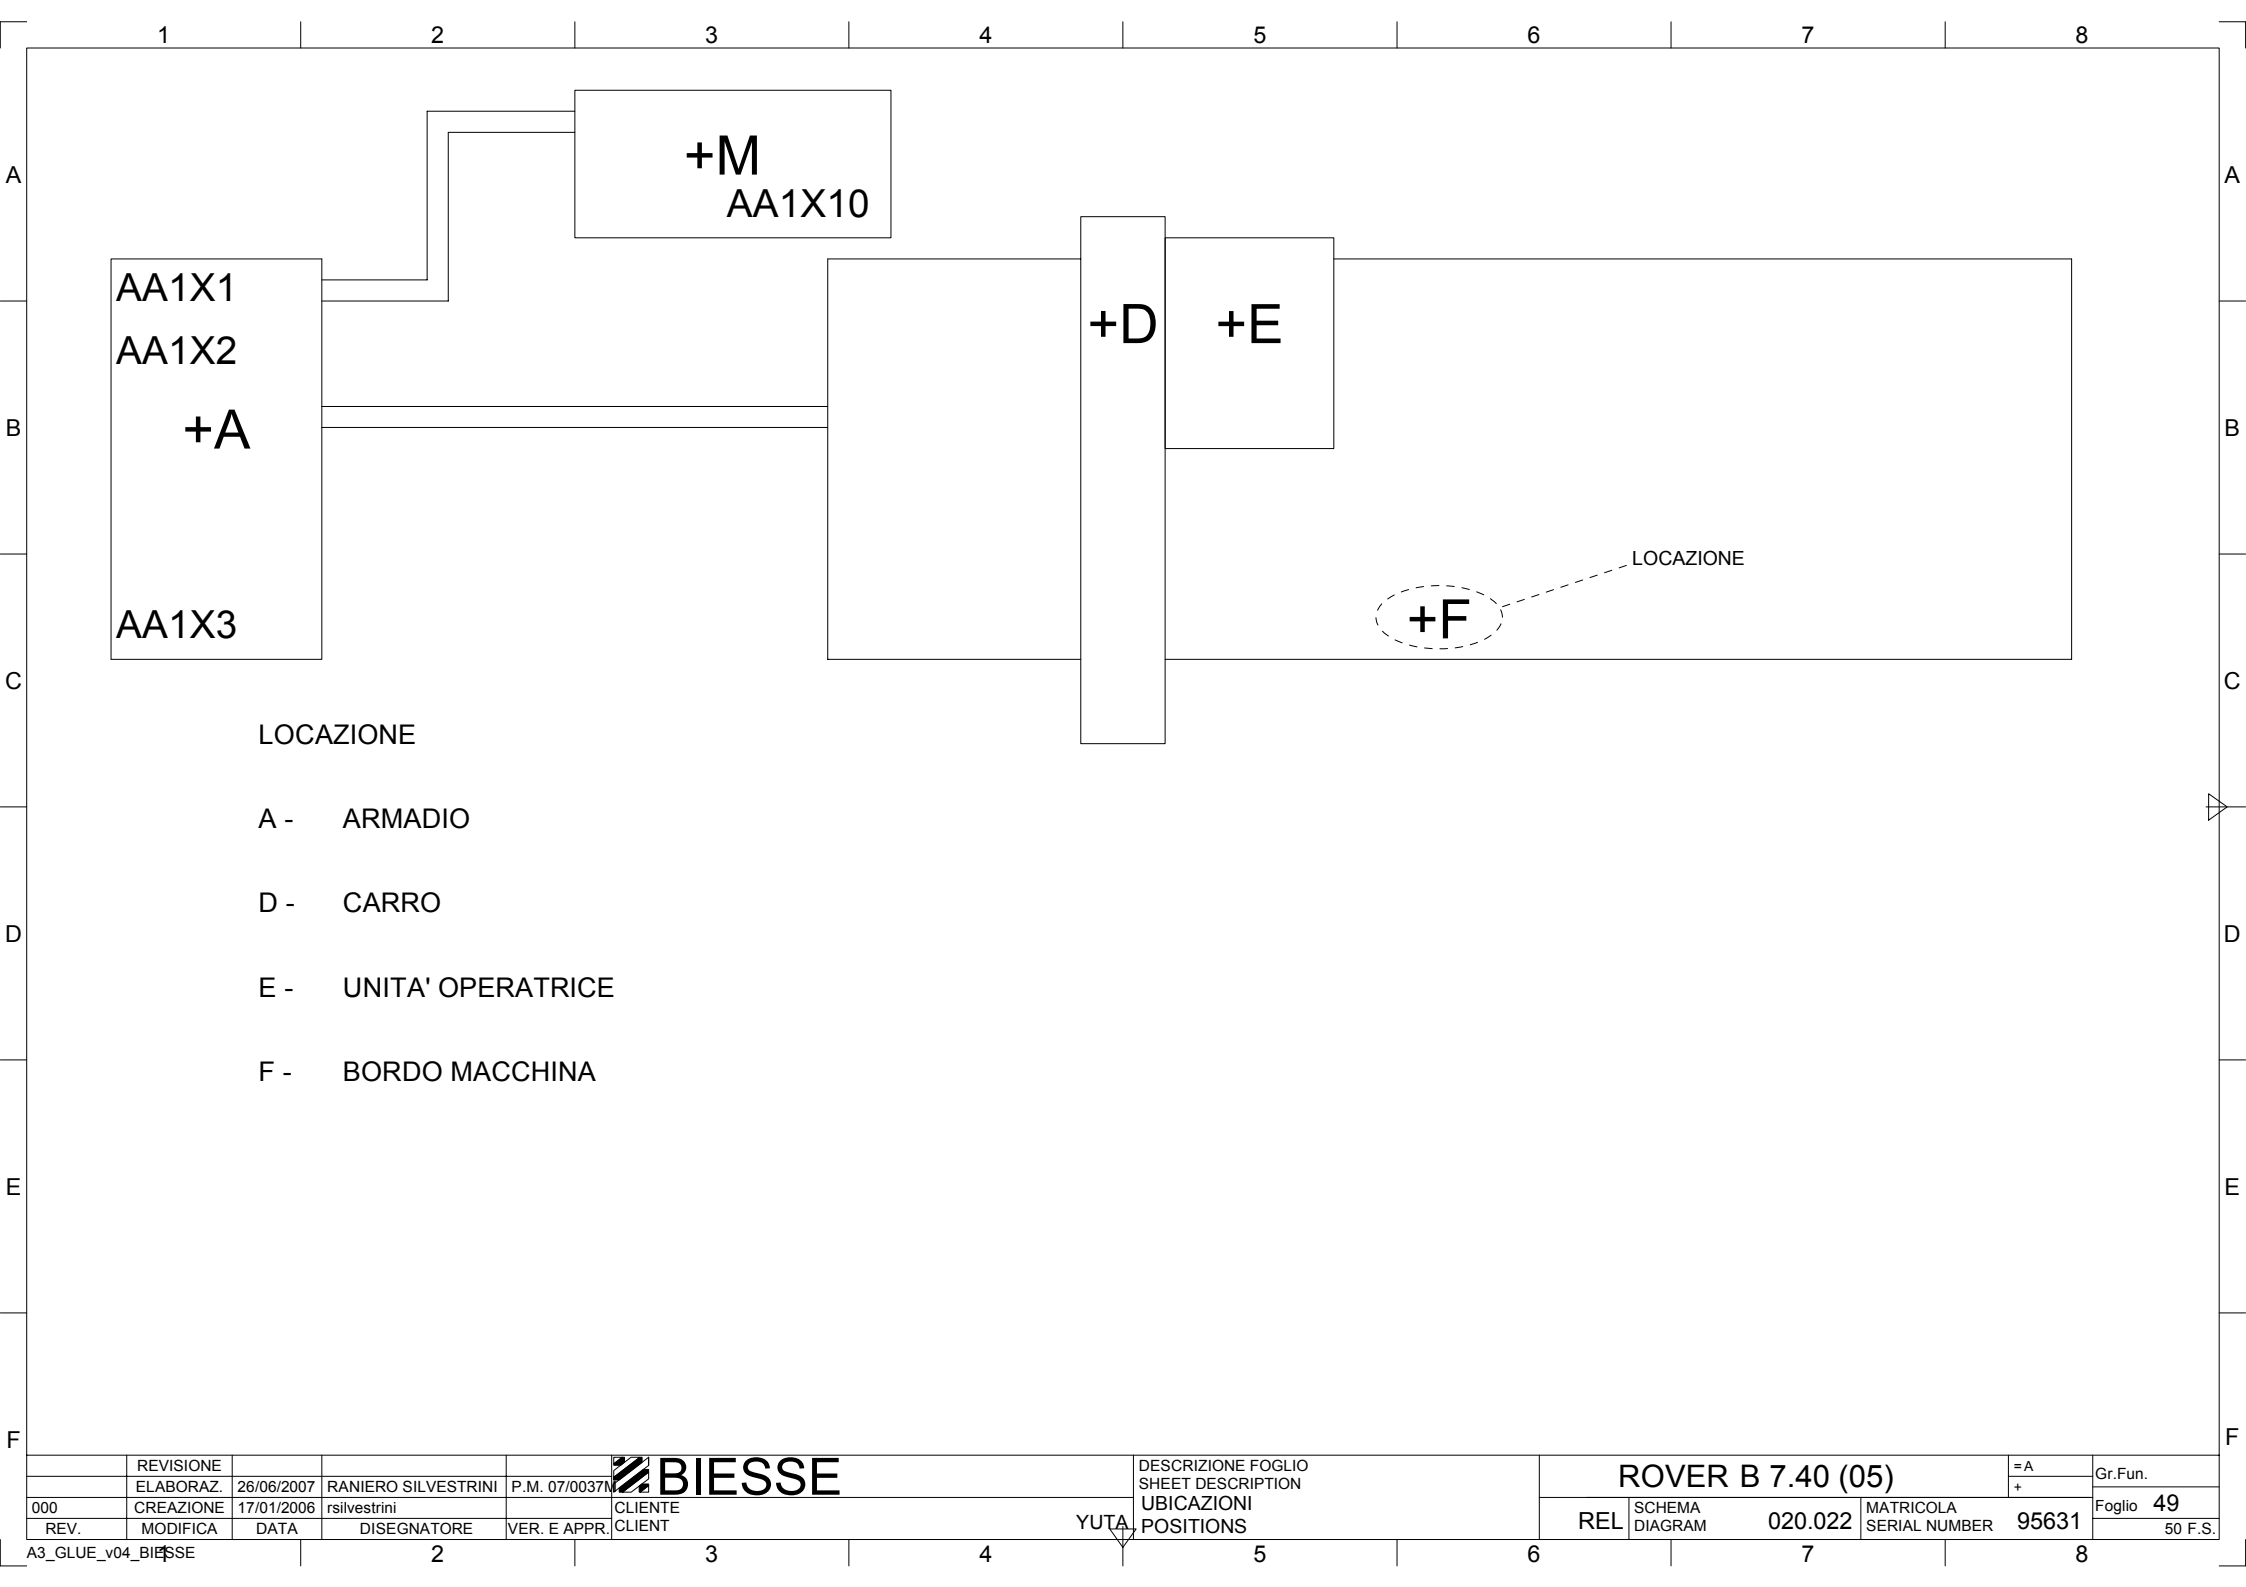 1 2 3 4 5 6 7 8
+M
A A
AA1X10
AA1X1
+D +E
AA1X2
+A
B B
LOCAZIONE
+F
AA1X3
C C
LOCAZIONE
A - ARMADIO
D - CARRO
D D
E - UNITA' OPERATRICE
F - BORDO MACCHINA
E E
F F
REVISIONE
ELABORAZ. 26/06/2007 RANIERO SILVESTRINI P.M. 07/0037M
000 CREAZIONE 17/01/2006 rsilvestrini
REV. MODIFICA DATA DISEGNATORE VER. E APPR.
BIESSE
CLIENTE
CLIENT YUTA
DESCRIZIONE FOGLIO
SHEET DESCRIPTION
UBICAZIONI
POSITIONS
ROVER B 7.40 (05)
REL SCHEMA
DIAGRAM 020.022
MATRICOLA
SERIAL NUMBER 95631
= A
+
Gr.Fun.
Foglio 49
50 F.S.
A3_GLUE_v04_BIESSE
1 2 3 4 5 6 7 8